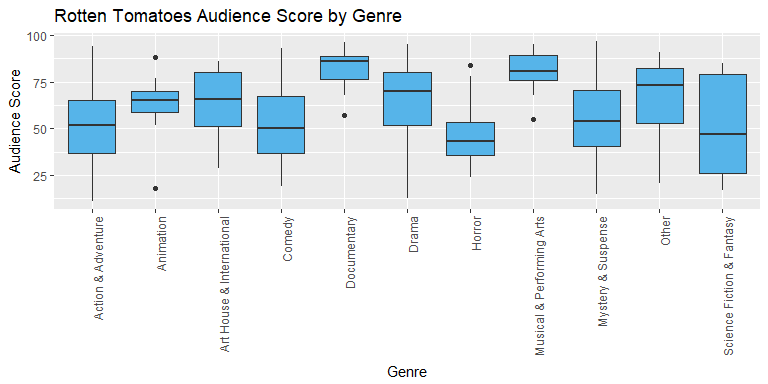 Rotten Tomatoes Audience Score by Genre
Audience Score
100
75
50
25
Action & Adventure
Animation
Art House & International
Comedy
Documentary
Drama
Horror
Musical & Performing Arts
Mystery & Suspense
Other
Science Fiction & Fantasy
Genre